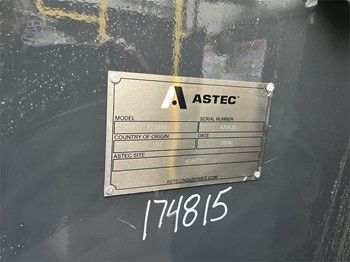 ASTEC
MODEL SERIAL NUMBER
COUNTRY OF ORIGIN DATE
ASTEC SITE
ASTECINDUSTRIES.COM
174815